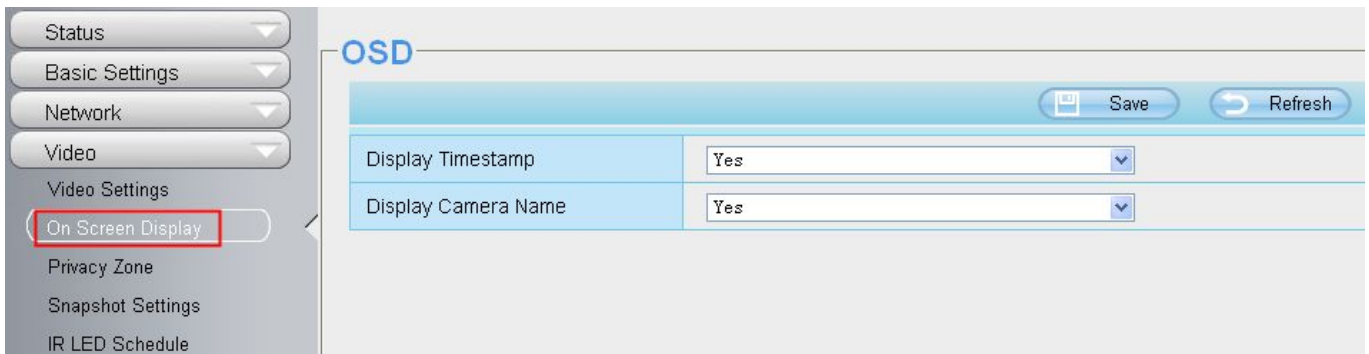 Status
Basic Settings
Network
Video
Video Settings
On Screen Display
Privacy Zone
Snapshot Settings
IR LED Schedule
OSD
Save Refresh
Display Timestamp Yes
Display Camera Name Yes